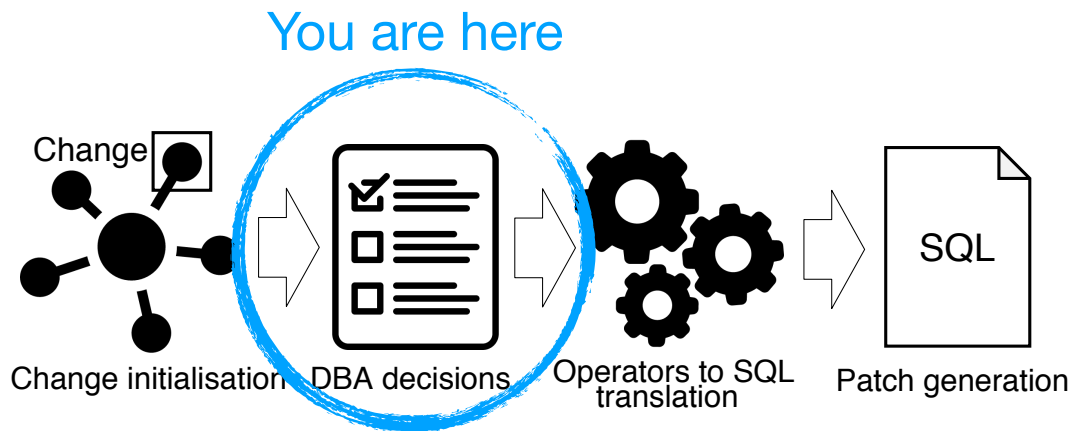 You are here
Change
SQL
Change initialisation
DBA decisions
Operators to SQL
translation
Patch generation